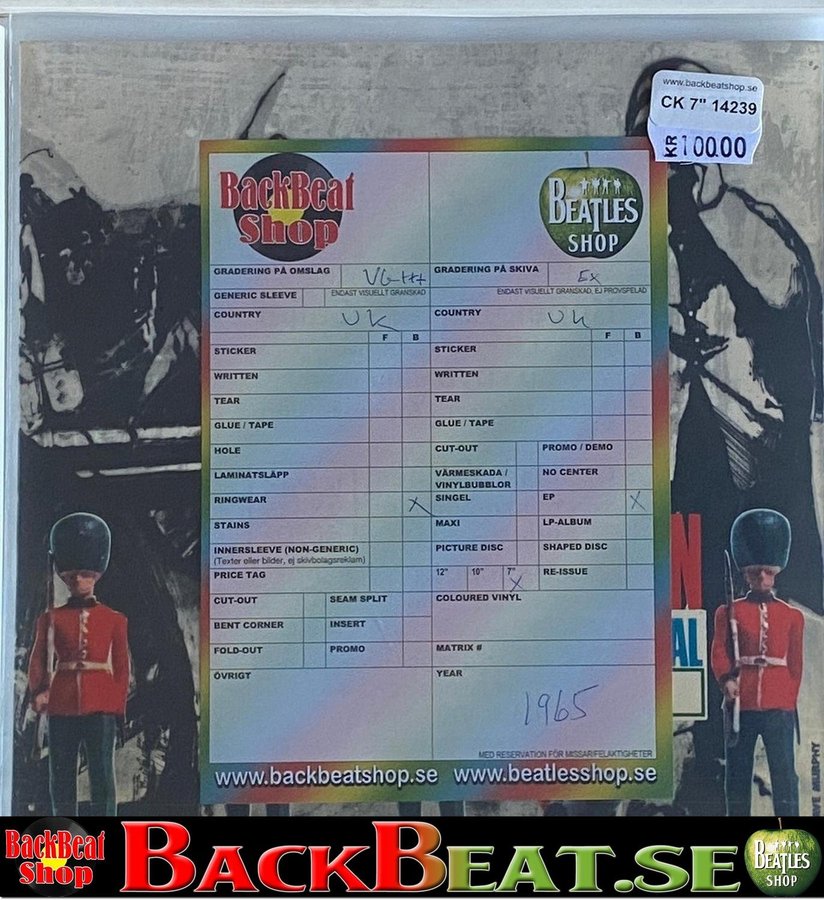 www.backbeatshop.se
CK 7" 14239
KR 100.00
BackBeat
Shop
BEATLES
SHOP
GRADERING PÅ OMSLAG VG+++
GRADERING PÅ SKIVA EX
GENERIC SLEEVE ENDAST VISUELLT GRANSKAD
ENDAST VISUELLT GRANSKAD, EJ PROVSPELAD
COUNTRY UK
COUNTRY UK
F B
F B
STICKER
STICKER
WRITTEN
WRITTEN
TEAR
TEAR
GLUE / TAPE
GLUE / TAPE
HOLE
CUT-OUT PROMO / DEMO
LAMINATSLÄPP
VÄRMESKADA /
VINYLBUBBLOR
NO CENTER
RINGWEAR X
SINGEL EP X
STAINS
MAXI LP-ALBUM
INNERSLEEVE (NON-GENERIC)
(Texter eller bilder, ej skivbolagsreklam)
PICTURE DISC SHAPED DISC
PRICE TAG
12" 10" 7" X RE-ISSUE
CUT-OUT SEAM SPLIT
COLOURED VINYL
BENT CORNER INSERT
FOLD-OUT PROMO
MATRIX #
ÖVRIGT
YEAR
1965
MED RESERVATION FÖR MISSAR/FELAKTIGHETER
www.backbeatshop.se www.beatlesshop.se
N
AL
MURPHY
BackBeat
Shop
BACKBEAT.SE
BEATLES
SHOP